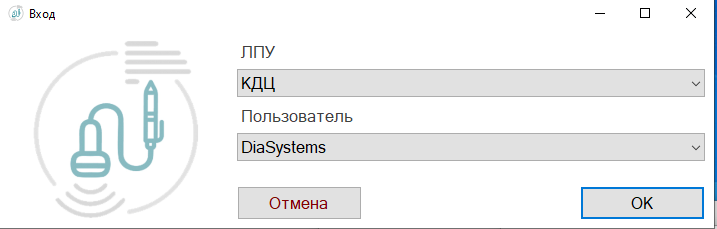 Вход
ЛПУ
КДЦ
Пользователь
DiaSystems
Отмена
OK